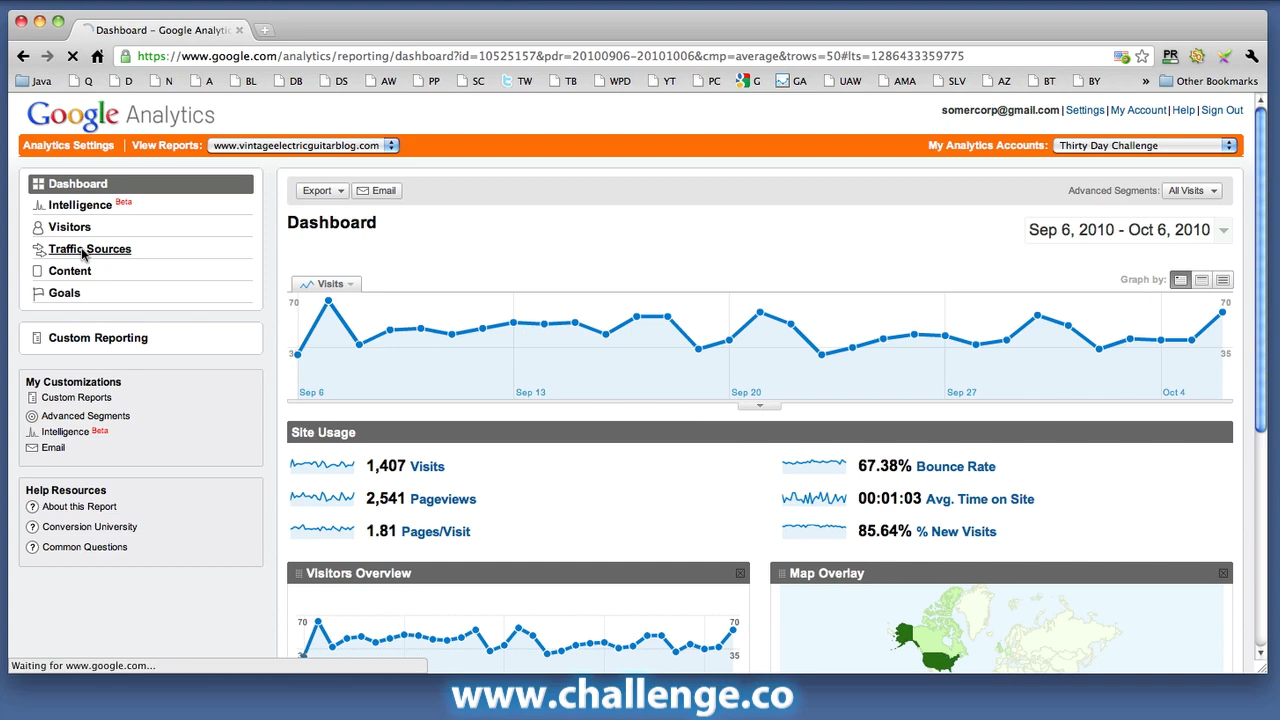 Dashboard – Google Analytic
https://www.google.com/analytics/reporting/dashboard?id=10525157&pdr=20100906-20101006&cmp=average&trows=50#lts=1286433359775
PR
Java Q D N A BL DB DS AW PP SC TW TB WPD YT PC G GA UAW AMA SLV AZ BT BY » Other Bookmarks
Google Analytics
somercorp@gmail.com | Settings | My Account | Help | Sign Out
Analytics Settings | View Reports: www.vintageelectricguitarblog.com
My Analytics Accounts: Thirty Day Challenge
Dashboard
Intelligence Beta
Visitors
Traffic Sources
Content
Goals
Custom Reporting
My Customizations
Custom Reports
Advanced Segments
Intelligence Beta
Email
Help Resources
? About this Report
? Conversion University
? Common Questions
Export Email
Advanced Segments: All Visits
Dashboard
Sep 6, 2010 - Oct 6, 2010
Visits
Graph by:
70 70
35
Sep 6 Sep 13 Sep 20 Sep 27 Oct 4
Site Usage
1,407 Visits
67.38% Bounce Rate
2,541 Pageviews
00:01:03 Avg. Time on Site
1.81 Pages/Visit
85.64% % New Visits
Visitors Overview
70 70
35
Map Overlay
Waiting for www.google.com...
www.challenge.co